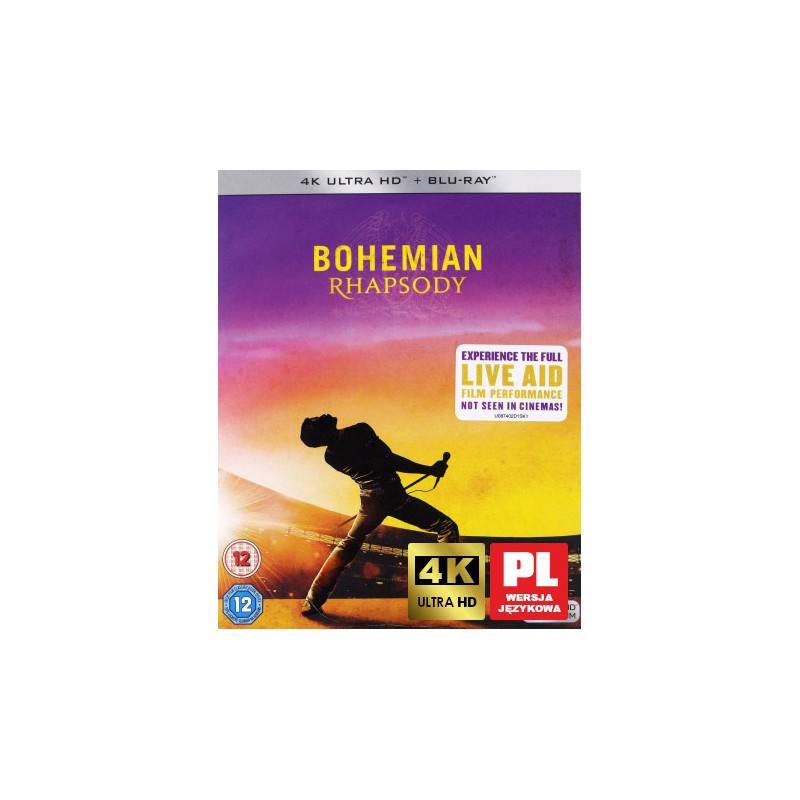 4K ULTRA HD™ + BLU-RAY™
BOHEMIAN
RHAPSODY
EXPERIENCE THE FULL
LIVE AID
FILM PERFORMANCE
NOT SEEN IN CINEMAS!
12
12
4K
ULTRA HD
PL
WERSJA
JĘZYKOWA